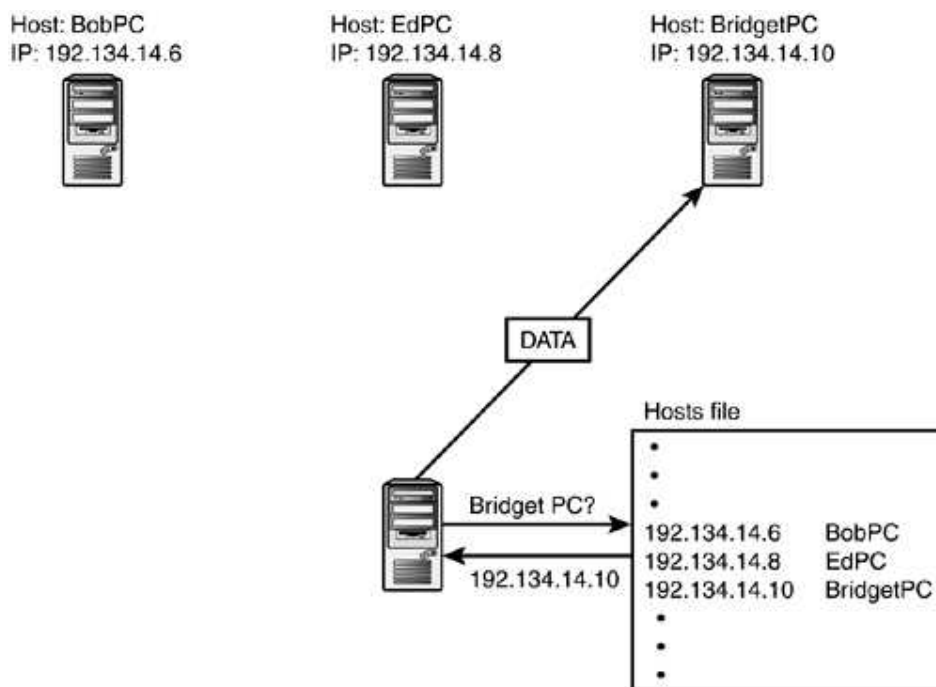 Host: BobPC
IP: 192.134.14.6
Host: EdPC
IP: 192.134.14.8
Host: BridgetPC
IP: 192.134.14.10
DATA
Hosts file
Bridget PC?
192.134.14.10
192.134.14.6 BobPC
192.134.14.8 EdPC
192.134.14.10 BridgetPC